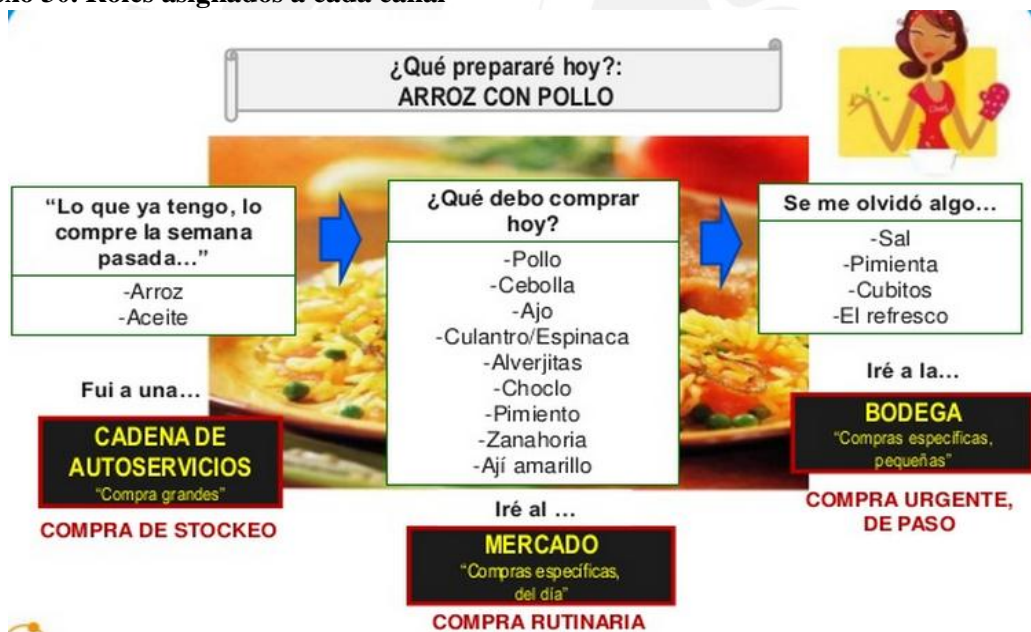 ¿Qué prepararé hoy?:
ARROZ CON POLLO
“Lo que ya tengo, lo
compre la semana
pasada…”
-Arroz
-Aceite
Fui a una…
CADENA DE
AUTOSERVICIOS
“Compra grandes”
COMPRA DE STOCKEO
¿Qué debo comprar
hoy?
-Pollo
-Cebolla
-Ajo
-Culantro/Espinaca
-Alverjitas
-Choclo
-Pimiento
-Zanahoria
-Ají amarillo
Iré al …
MERCADO
“Compras específicas,
del día”
COMPRA RUTINARIA
Se me olvidó algo…
-Sal
-Pimienta
-Cubitos
-El refresco
Iré a la…
BODEGA
“Compras específicas,
pequeñas”
COMPRA URGENTE,
DE PASO